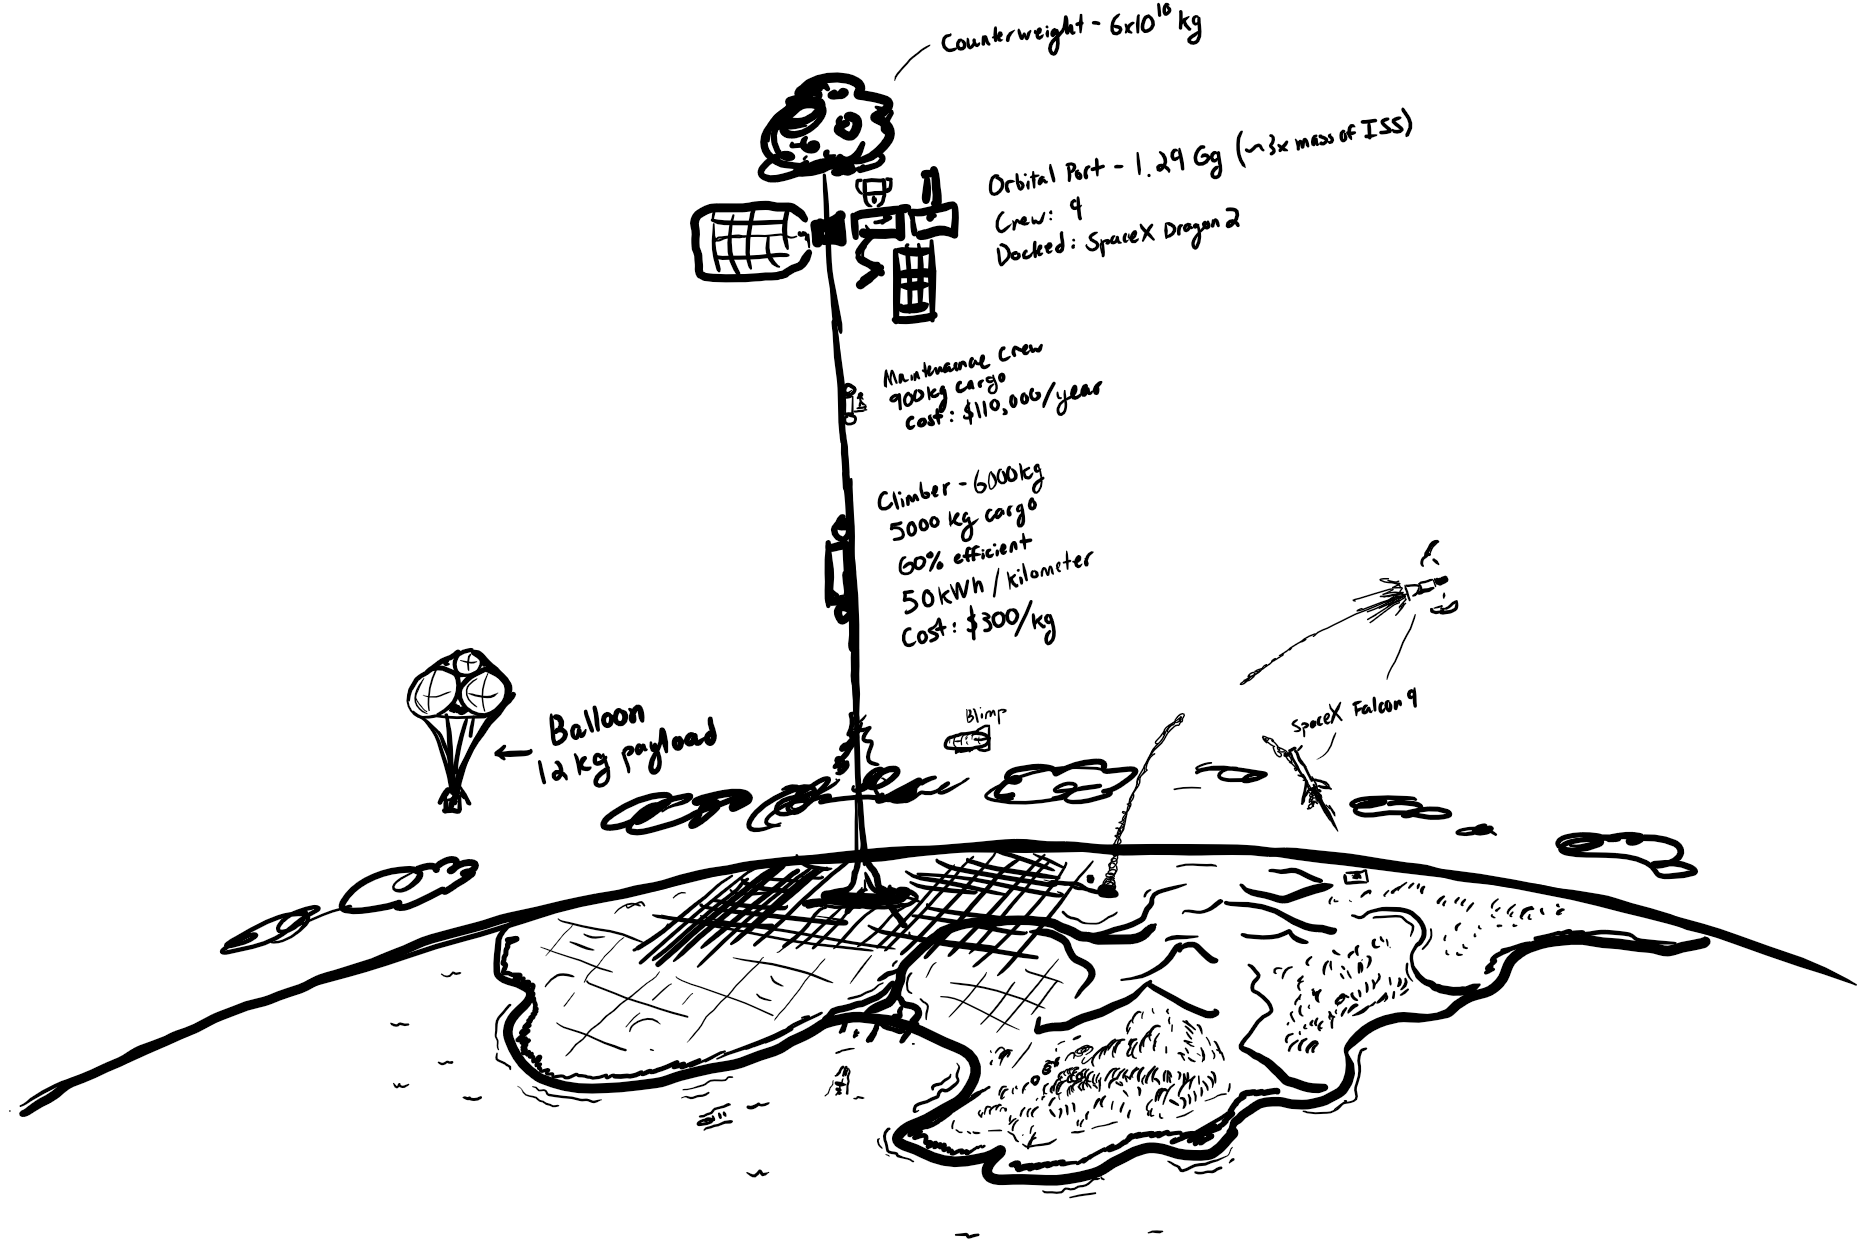 Counterweight - 6x10¹⁰ kg
Orbital Port - 1.29 Gg (~3x mass of ISS)
Crew: 9
Docked: SpaceX Dragon 2
Maintenance Crew
900kg cargo
Cost: $110,000/year
Climber - 6000kg
5000 kg cargo
60% efficient
50kWh/kilometer
Cost: $300/kg
Balloon
12kg payload
Blimp
SpaceX Falcon 9